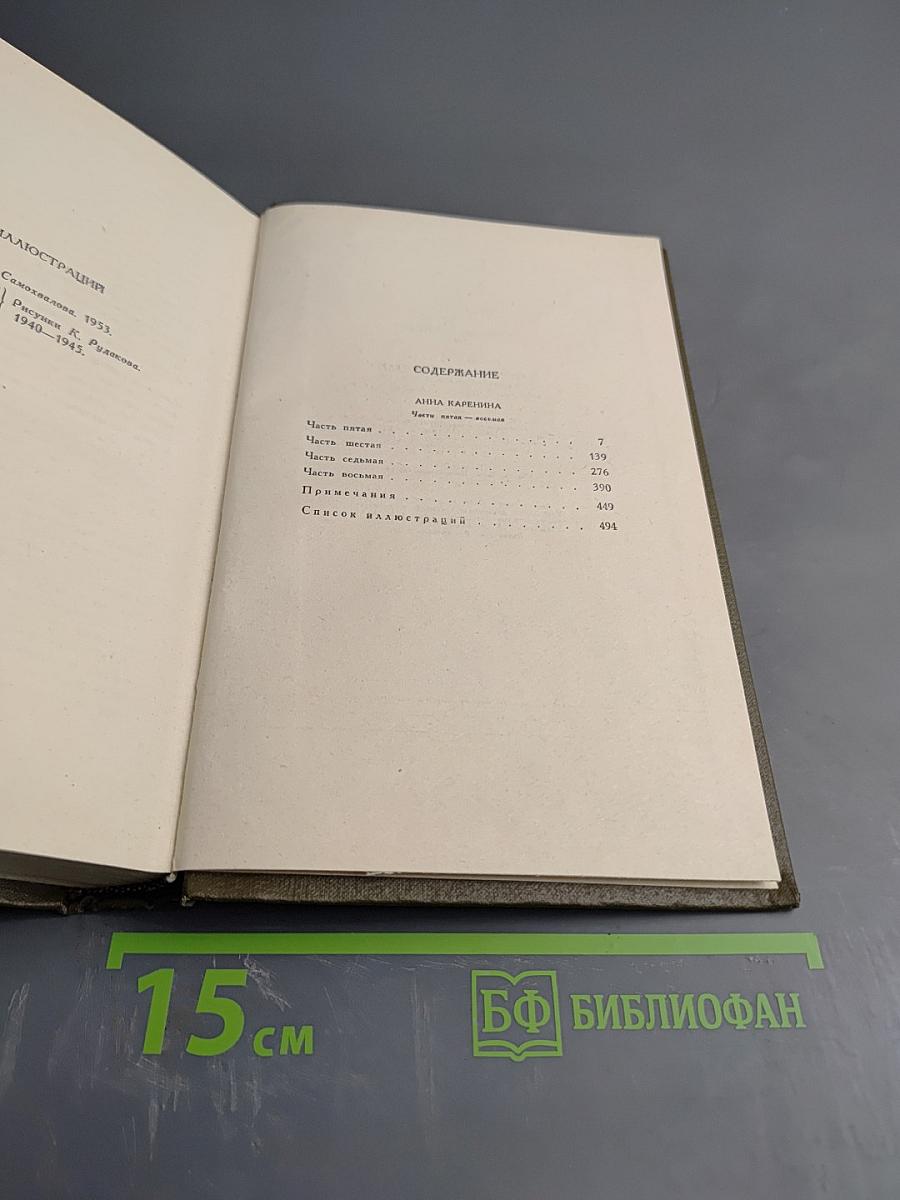 ИЛЛЮСТРАЦИЙ
Самохвалова. 1953.
Рисунки К. Рудакова.
1940—1945.
СОДЕРЖАНИЕ
АННА КАРЕНИНА
Части пятая — восьмая
Часть пятая . . . . . . . . . . . . . 7
Часть шестая . . . . . . . . . . . . . 139
Часть седьмая . . . . . . . . . . . . . 276
Часть восьмая . . . . . . . . . . . . . 390
Примечания . . . . . . . . . . . 449
Список иллюстраций . . . . . . . 494
15 см
БФ БИБЛИОФАН